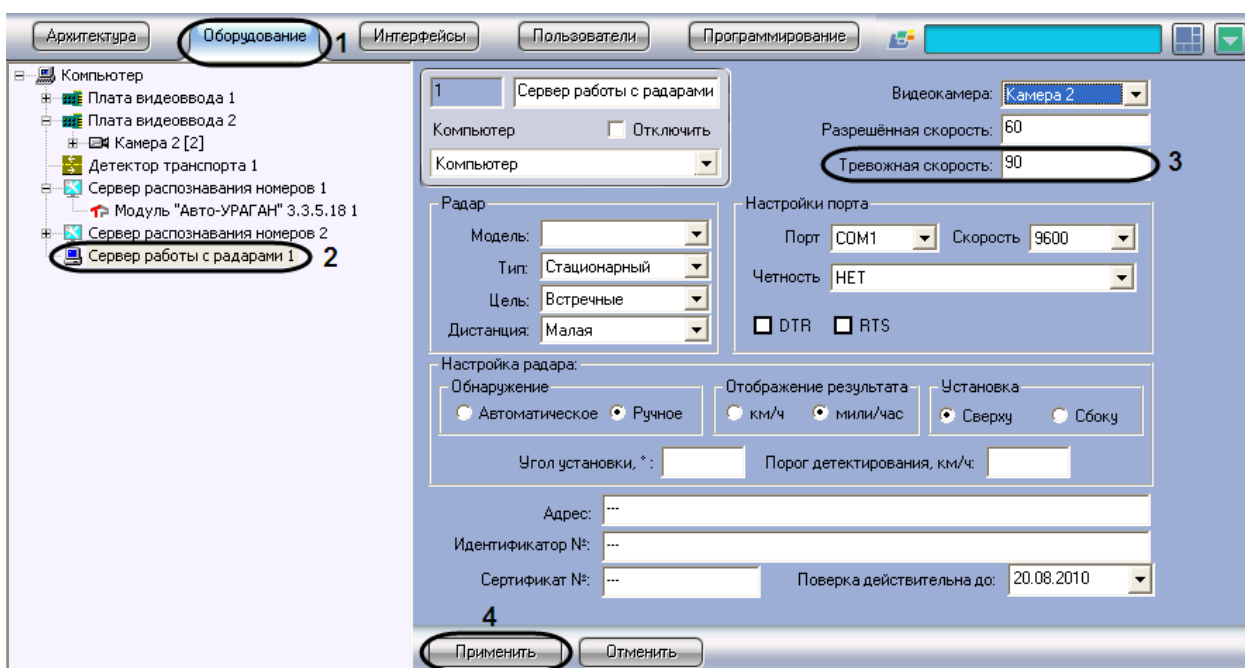 Архитектура Оборудование 1 Интерфейсы Пользователи Программирование
Компьютер
Плата видеоввода 1
Плата видеоввода 2
Камера 2 [2]
Детектор транспорта 1
Сервер распознавания номеров 1
Модуль "Авто-УРАГАН" 3.3.5.18 1
Сервер распознавания номеров 2
Сервер работы с радарами 1 2
1 Сервер работы с радарами
Компьютер Отключить
Компьютер
Видеокамера: Камера 2
Разрешённая скорость: 60
Тревожная скорость: 90 3
Радар
Модель:
Тип: Стационарный
Цель: Встречные
Дистанция: Малая
Настройки порта
Порт COM1 Скорость 9600
Четность НЕТ
DTR RTS
Настройка радара:
Обнаружение
Автоматическое Ручное
Отображение результата
км/ч мили/час
Установка
Сверху Сбоку
Угол установки, ° : Порог детектирования, км/ч:
Адрес: ---
Идентификатор №: ---
Сертификат №: --- Поверка действительна до: 20.08.2010
4
Применить Отменить